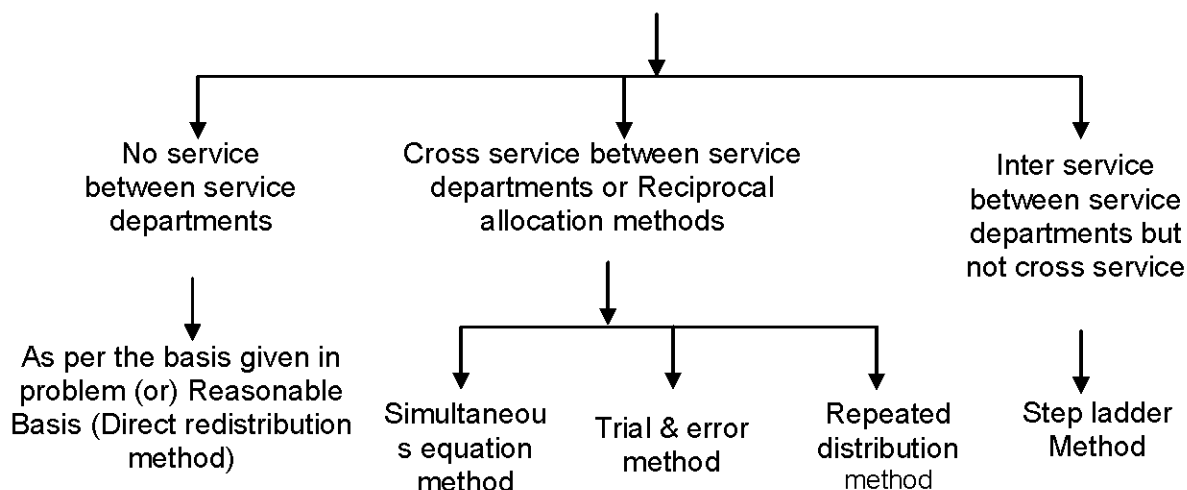 No service
between service
departments
Cross service between service
departments or Reciprocal
allocation methods
Inter service
between service
departments but
not cross service
As per the basis given in
problem (or) Reasonable
Basis (Direct redistribution
method)
Simultaneou
s equation
method
Trial & error
method
Repeated
distribution
method
Step ladder
Method